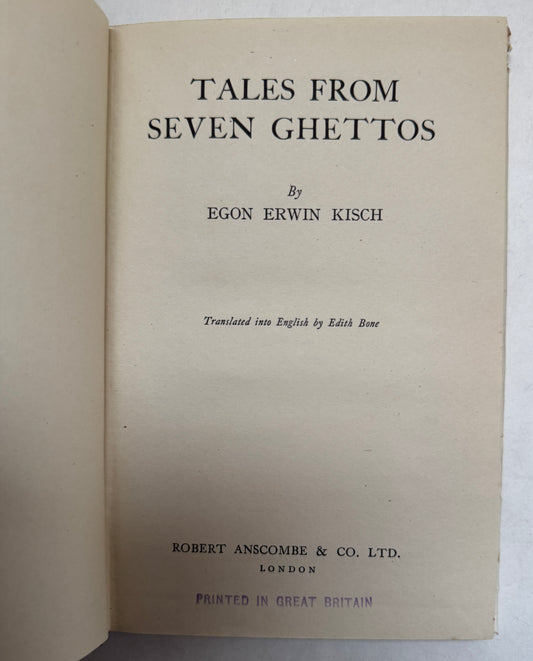 TALES FROM
SEVEN GHETTOS
By
EGON ERWIN KISCH
Translated into English by Edith Bone
ROBERT ANSCOMBE & CO. LTD.
LONDON
PRINTED IN GREAT BRITAIN